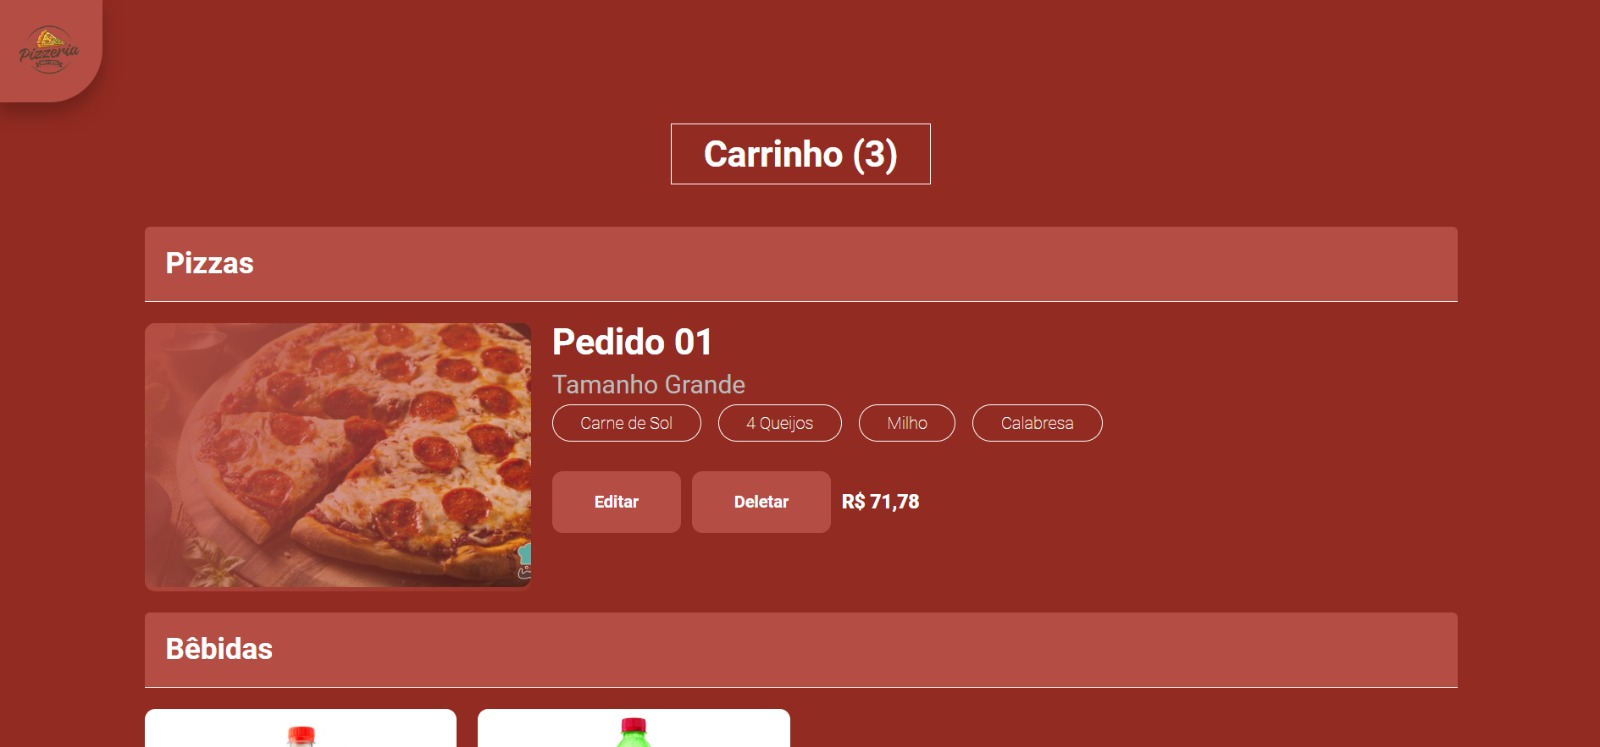 Pizzeria
Carrinho (3)
Pizzas
Pedido 01
Tamanho Grande
Carne de Sol 4 Queijos Milho Calabresa
Editar Deletar R$ 71,78
Bêbidas